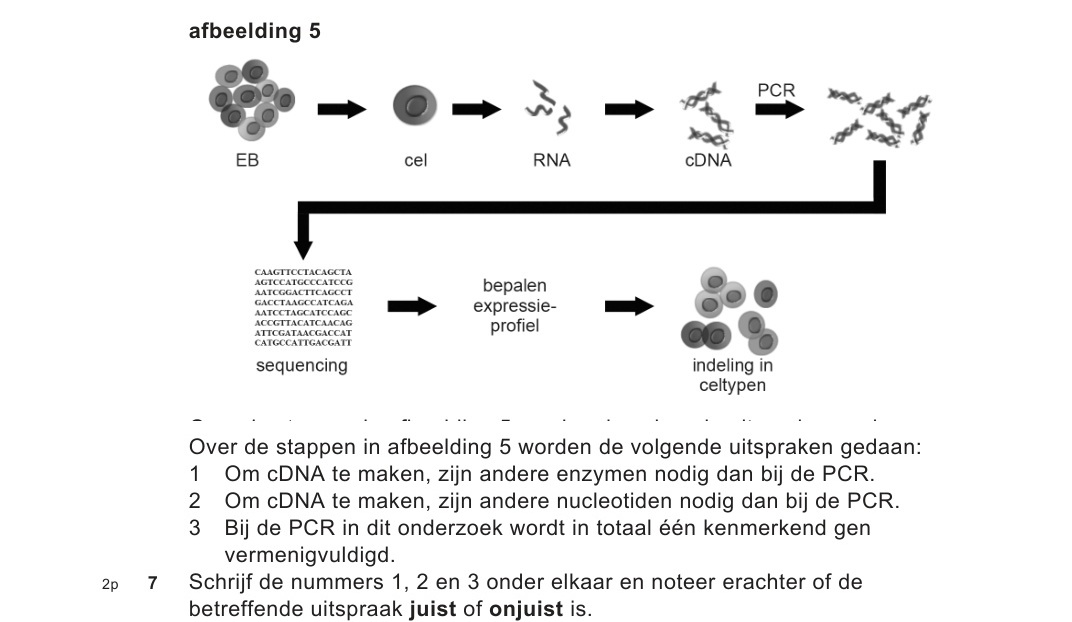 afbeelding 5
PCR
EB
cel
RNA
cDNA
CAAGTTCCTACAGCTA
AGTCCATGCCCATCCG
AATCGGACTTCAGCCT
GACCTAAGCCATCAGA
AATCCTAGCATCCAGC
ACCGTTACATCAACAG
ATTCGATAACGACCAT
CATGCCATTGACGATT
sequencing
bepalen
expressie-
profiel
indeling in
celtypen
Over de stappen in afbeelding 5 worden de volgende uitspraken gedaan:
1 Om cDNA te maken, zijn andere enzymen nodig dan bij de PCR.
2 Om cDNA te maken, zijn andere nucleotiden nodig dan bij de PCR.
3 Bij de PCR in dit onderzoek wordt in totaal één kenmerkend gen
vermenigvuldigd.
2p 7 Schrijf de nummers 1, 2 en 3 onder elkaar en noteer erachter of de
betreffende uitspraak juist of onjuist is.